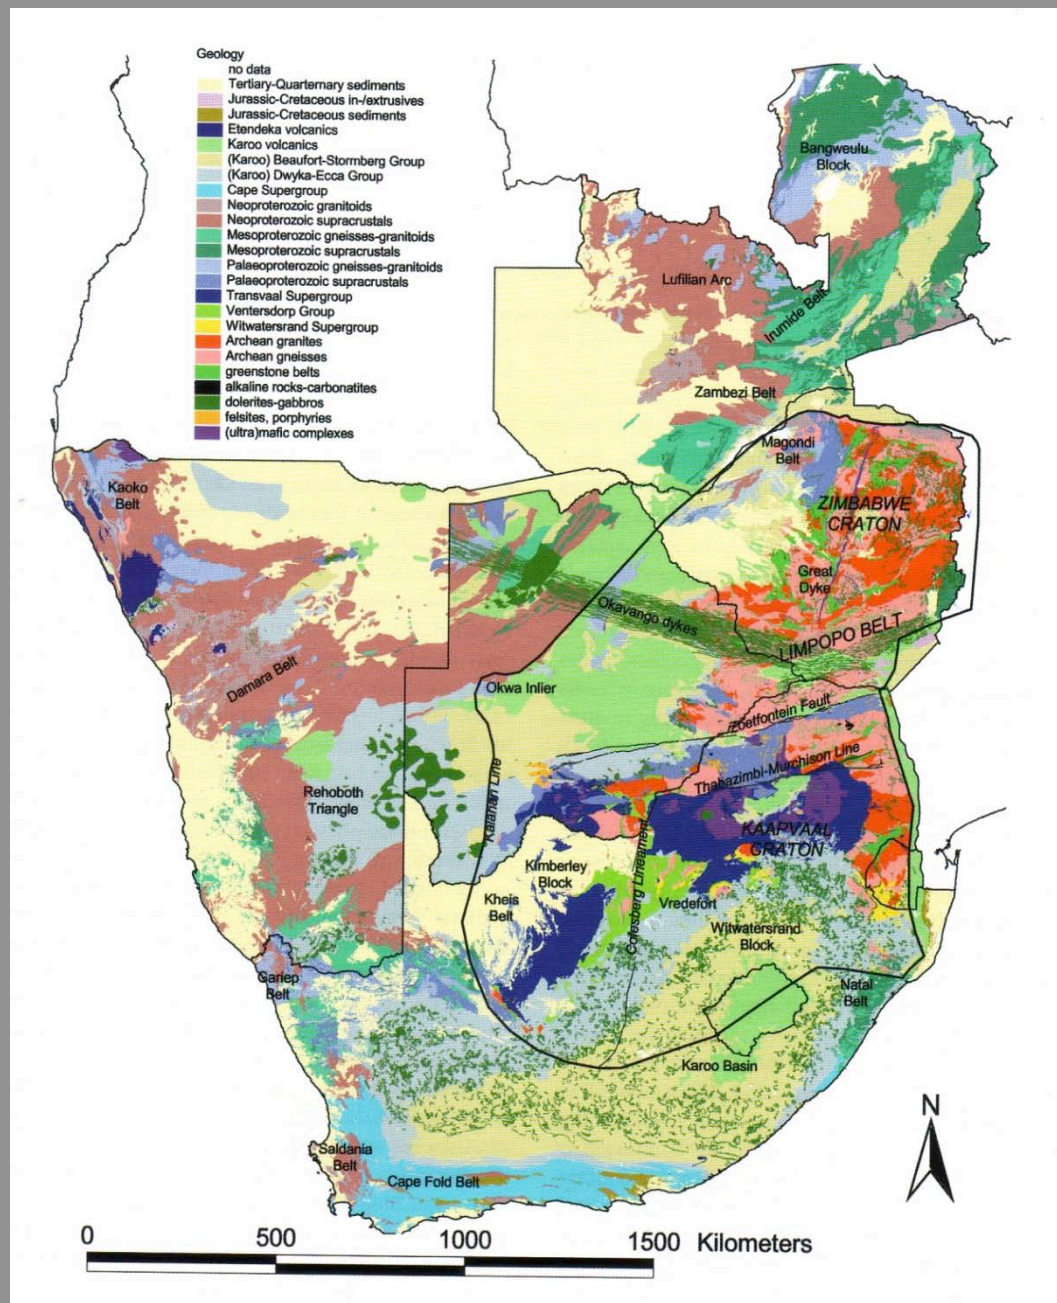 Geology
no data
Tertiary-Quaternary sediments
Jurassic-Cretaceous in-/extrusives
Jurassic-Cretaceous sediments
Etendeka volcanics
Karoo volcanics
(Karoo) Beaufort-Stormberg Group
(Karoo) Dwyka-Ecca Group
Cape Supergroup
Neoproterozoic granitoids
Neoproterozoic supracrustals
Mesoproterozoic gneisses-granitoids
Mesoproterozoic supracrustals
Palaeoproterozoic gneisses-granitoids
Palaeoproterozoic supracrustals
Transvaal Supergroup
Ventersdorp Group
Witwatersrand Supergroup
Archean granites
Archean gneisses
greenstone belts
alkaline rocks-carbonatites
dolerites-gabbros
felsites, porphyries
(ultra)mafic complexes
Bangweulu
Block
Lufilian Arc
Irumide Belt
Zambezi Belt
Magondi
Belt
Kaoko
Belt
ZIMBABWE
CRATON
Great
Dyke
Okavango dykes
LIMPOPO BELT
Damara Belt
Okwa Inlier
Zoetfontein Fault
Thabazimbi-Murchison Line
Kalahari Line
Rehoboth
Triangle
KAAPVAAL
CRATON
Colesberg Lineament
Kimberley
Block
Kheis
Belt
Vredefort
Witwatersrand
Block
Gariep
Belt
Natal
Belt
Karoo Basin
Saldania
Belt
Cape Fold Belt
N
0 500 1000 1500 Kilometers